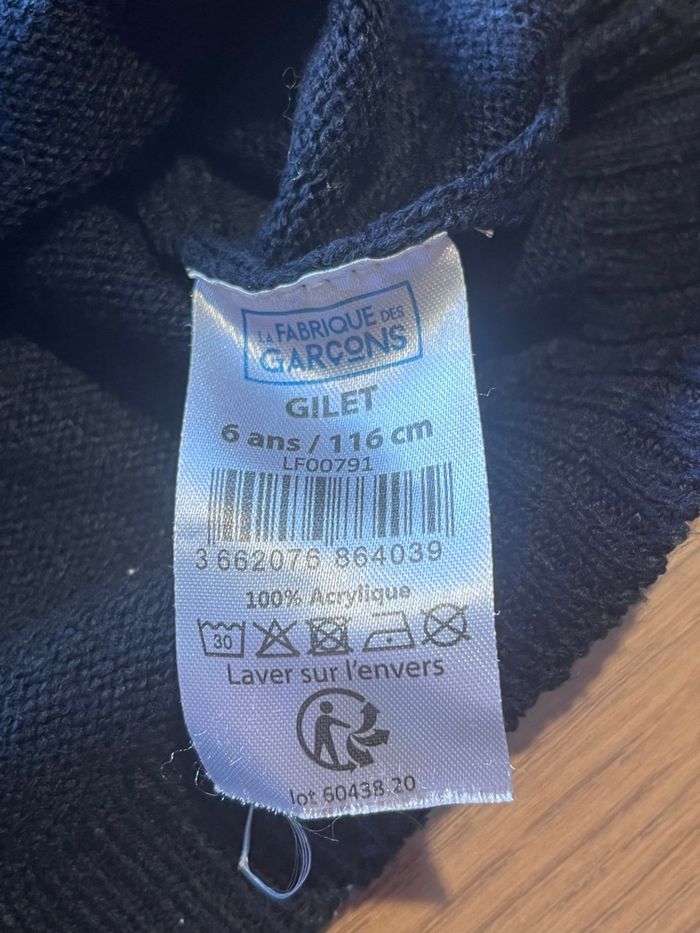 LA FABRIQUE DES
GARÇONS
GILET
6 ans / 116 cm
LF00791
3 662076 864039
100% Acrylique
30
Laver sur l'envers
lot 60438.20